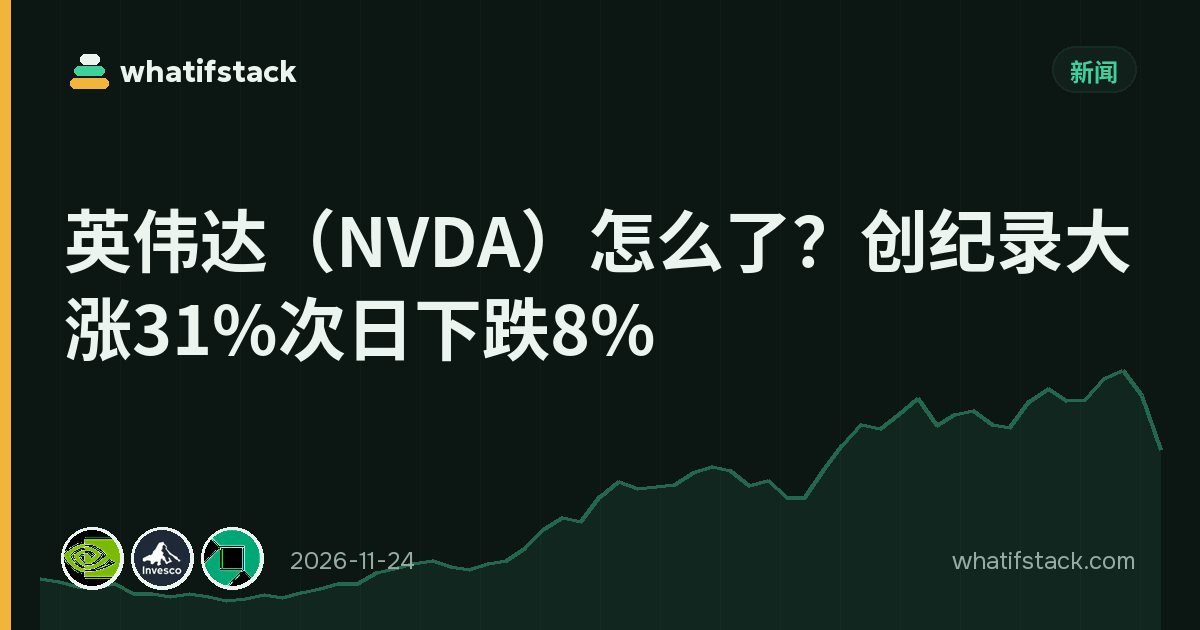 whatifstack
新闻
英伟达（NVDA）怎么了？创纪录大
涨31%次日下跌8%
Invesco
2026-11-24
whatifstack.com